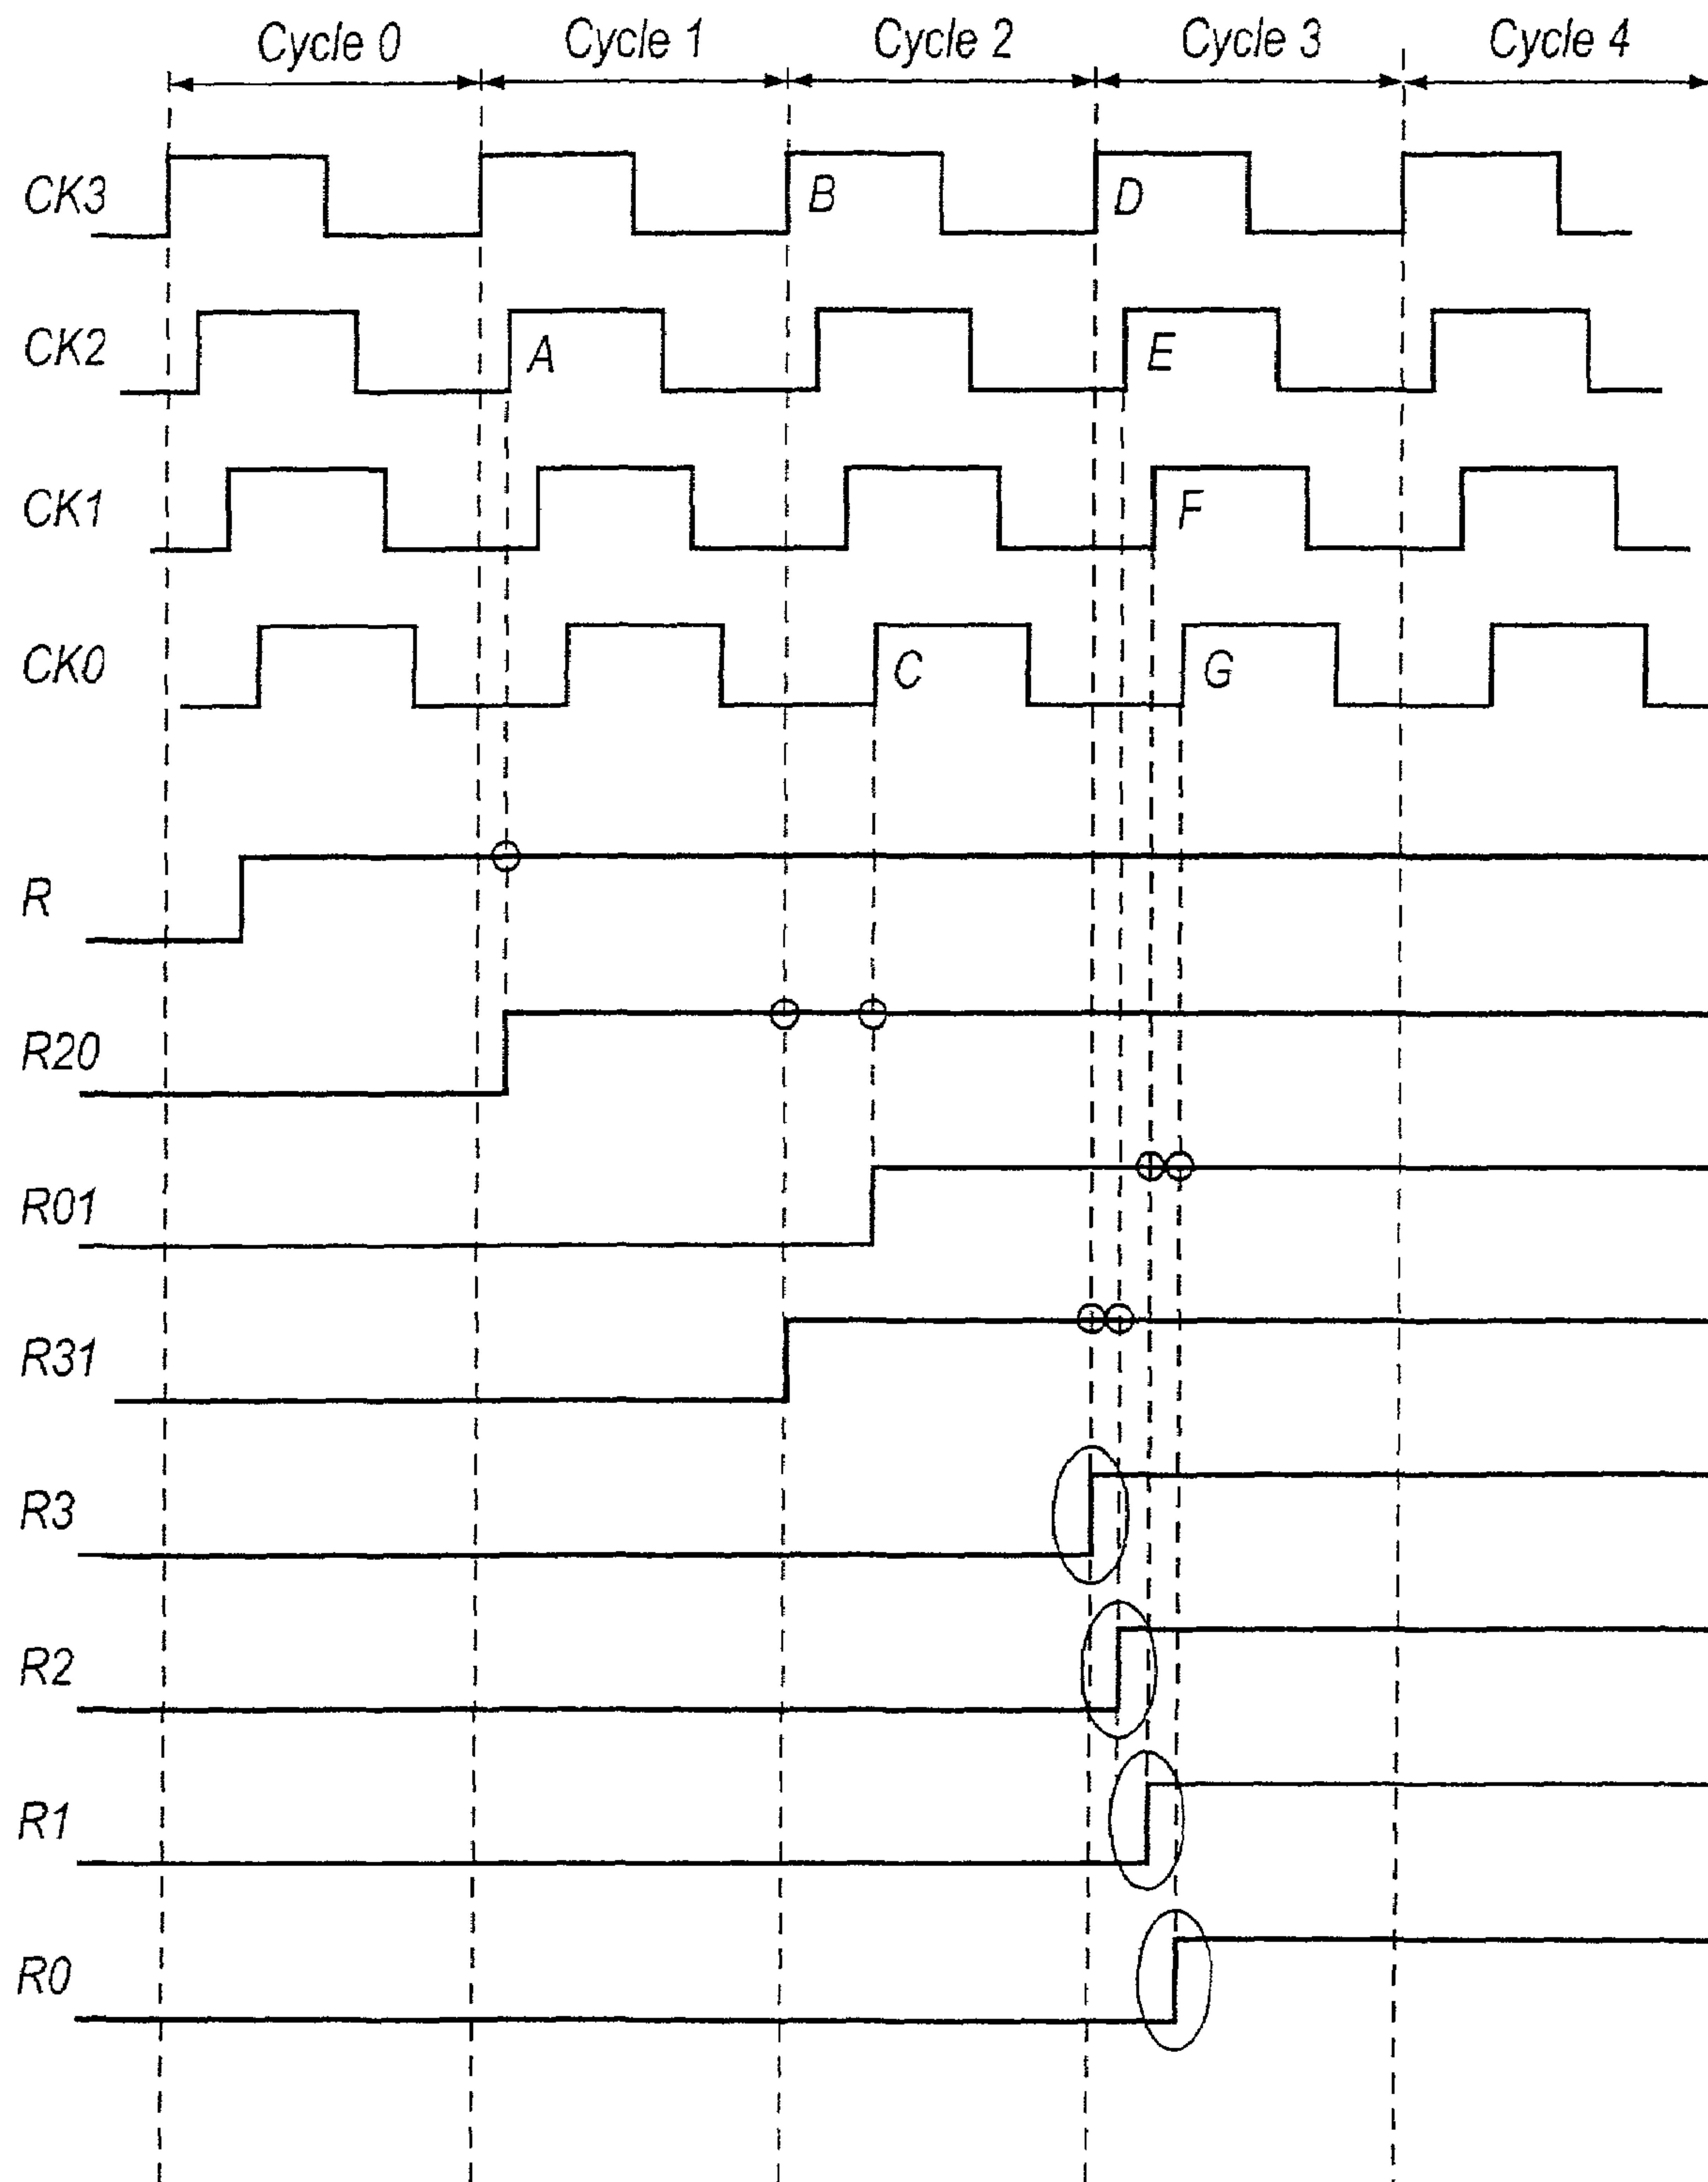 Cycle 0 Cycle 1 Cycle 2 Cycle 3 Cycle 4
CK3 B D
CK2 A E
CK1 F
CK0 C G
R
R20
R01
R31
R3
R2
R1
R0